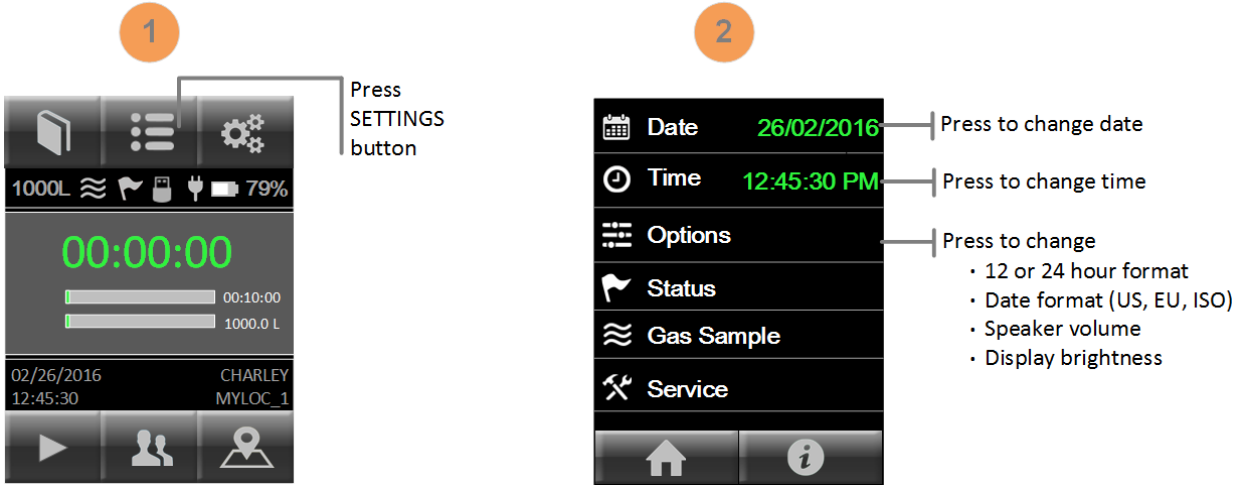 1
Press
SETTINGS
button
1000L 79%
00:00:00
00:10:00
1000.0 L
02/26/2016 CHARLEY
12:45:30 MYLOC_1
2
Date 26/02/2016 Press to change date
Time 12:45:30 PM Press to change time
Options Press to change
· 12 or 24 hour format
· Date format (US, EU, ISO)
· Speaker volume
· Display brightness
Status
Gas Sample
Service
i